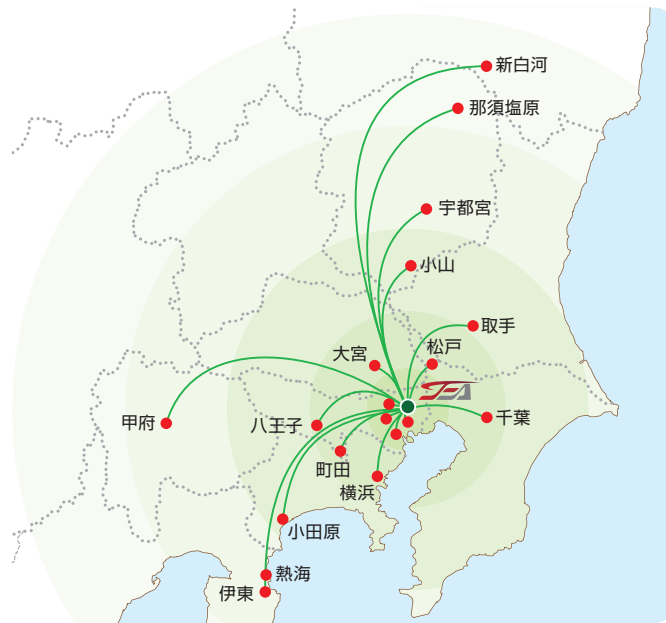 新白河
那須塩原
宇都宮
小山
取手
松戸
大宮
SEA
甲府
八王子
千葉
町田
横浜
小田原
熱海
伊東